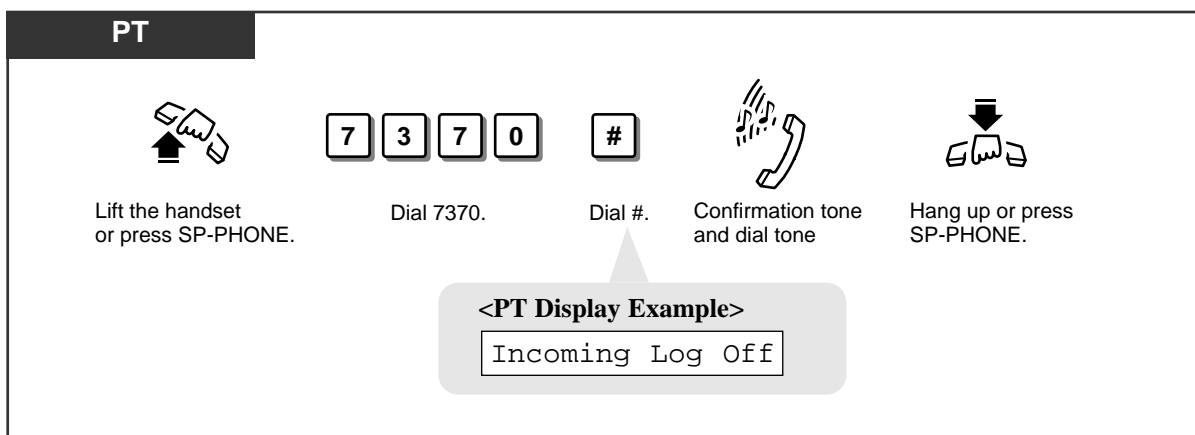 PT
7 3 7 0 #
Lift the handset
or press SP-PHONE.
Dial 7370.
Dial #.
Confirmation tone
and dial tone
Hang up or press
SP-PHONE.
<PT Display Example>
Incoming Log Off